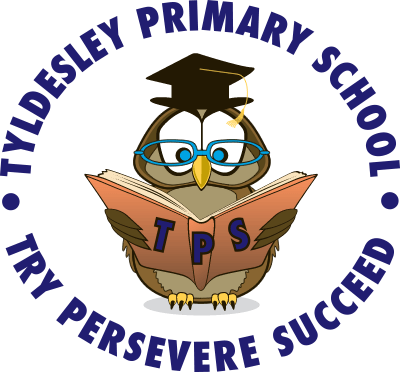 TYLDESLEY PRIMARY SCHOOL
TPS
TRY PERSEVERE SUCCEED